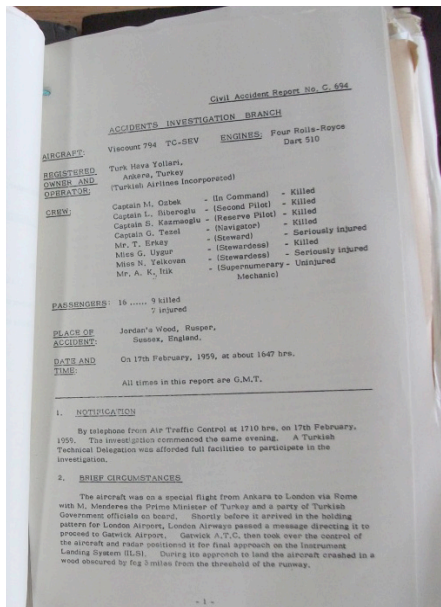 Civil Accident Report No. C. 694
ACCIDENTS INVESTIGATION BRANCH
AIRCRAFT: Viscount 794 TC-SEV ENGINES: Four Rolls-Royce
Dart 510
REGISTERED Turk Hava Yollari,
OWNER AND Ankara, Turkey
OPERATOR: (Turkish Airlines Incorporated)
CREW: Captain M. Ozbek - (In Command) - Killed
Captain L. Biberoglu - (Second Pilot) - Killed
Captain S. Kazmaoglu - (Reserve Pilot) - Killed
Captain G. Tezel - (Navigator) - Killed
Mr. T. Erkay - (Steward) - Seriously injured
Miss G. Uygur - (Stewardess) - Killed
Miss N. Yelkovan - (Stewardess) - Seriously injured
Mr. A. K. Itik - (Supernumerary - Uninjured
Mechanic)
PASSENGERS: 16 ...... 9 killed
7 injured
PLACE OF Jordan's Wood, Rusper,
ACCIDENT: Sussex, England.
DATE AND On 17th February, 1959, at about 1647 hrs.
TIME:
All times in this report are G.M.T.
1. NOTIFICATION
By telephone from Air Traffic Control at 1710 hrs. on 17th February,
1959. The investigation commenced the same evening. A Turkish
Technical Delegation was afforded full facilities to participate in the
investigation.
2. BRIEF CIRCUMSTANCES
The aircraft was on a special flight from Ankara to London via Rome
with M. Menderes the Prime Minister of Turkey and a party of Turkish
Government officials on board. Shortly before it arrived in the holding
pattern for London Airport, London Airways passed a message directing it to
proceed to Gatwick Airport. Gatwick A.T.C. then took over the control of
the aircraft and radar positioned it for final approach on the Instrument
Landing System (ILS). During its approach to land the aircraft crashed in a
wood obscured by fog 3 miles from the threshold of the runway.
- 1 -